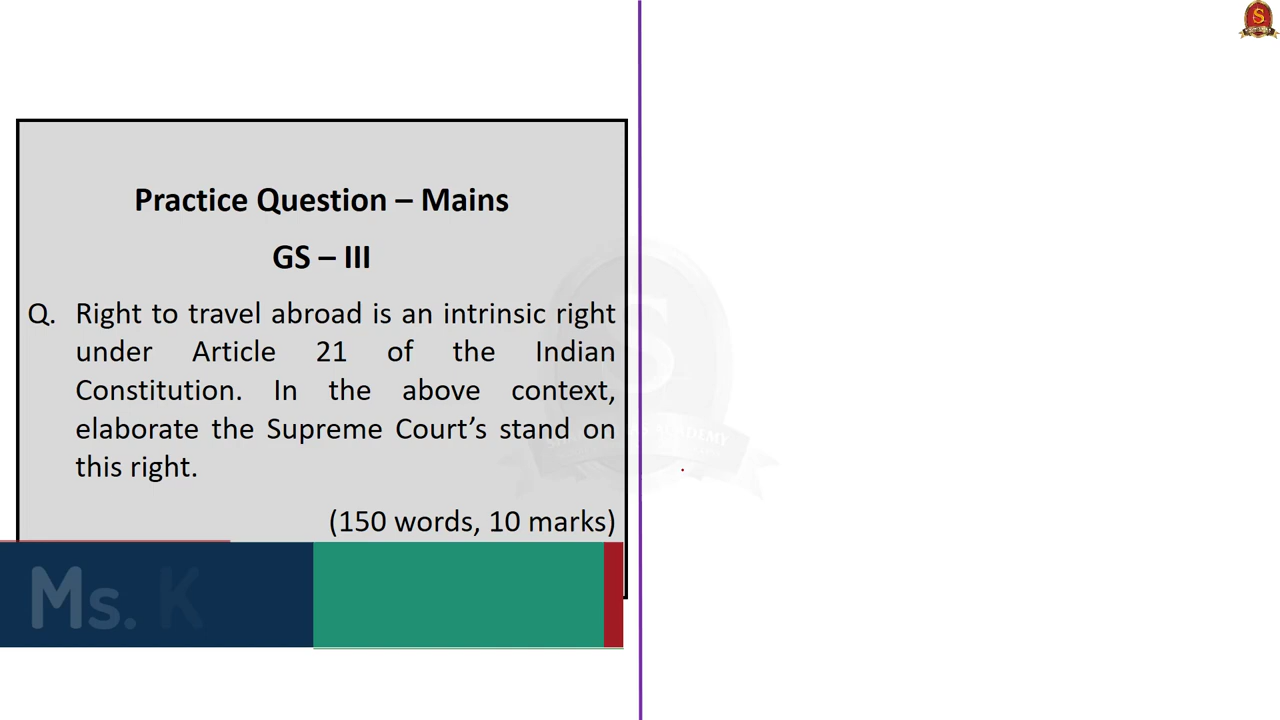 Practice Question – Mains
GS – III
Q. Right to travel abroad is an intrinsic right
under Article 21 of the Indian
Constitution. In the above context,
elaborate the Supreme Court’s stand on
this right.
(150 words, 10 marks)
Ms. K